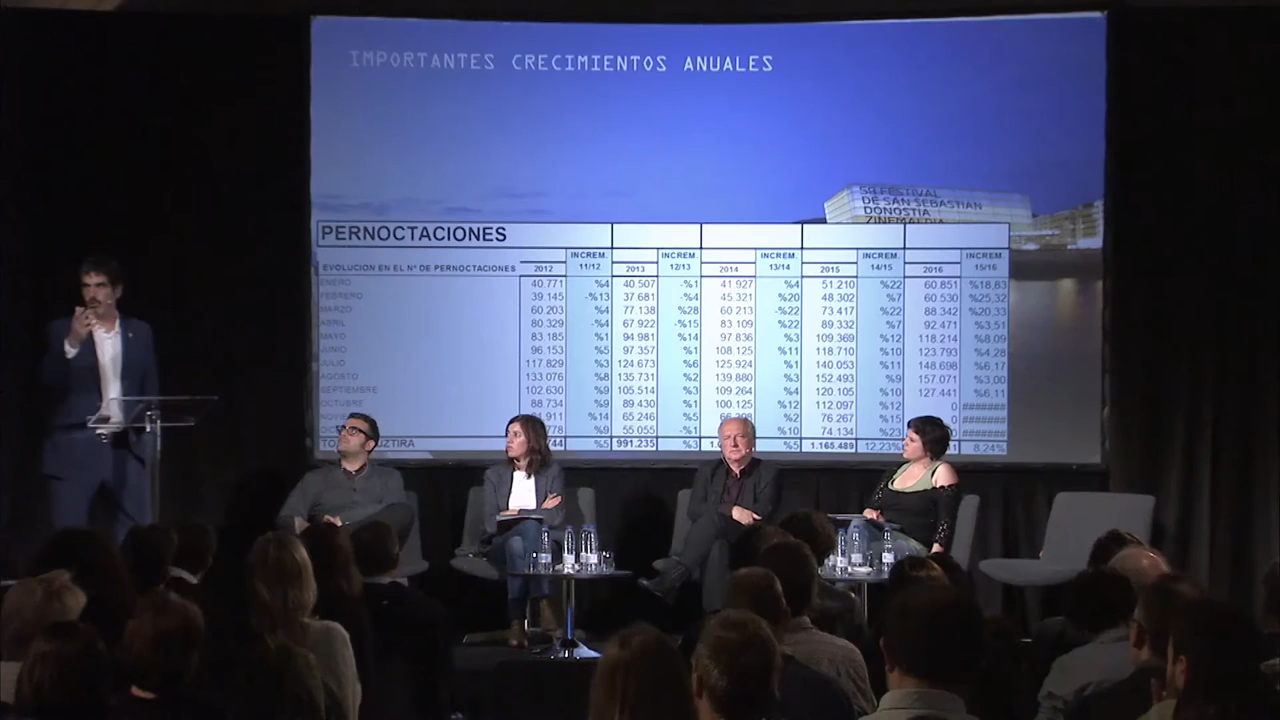 IMPORTANTES CRECIMIENTOS ANUALES
58 FESTIVAL
DE SAN SEBASTIAN
DONOSTIA
ZINEMALDIA
PERNOCTACIONES
INCREM. INCREM. INCREM. INCREM. INCREM.
EVOLUCION EN EL Nº DE PERNOCTACIONES 2012 11/12 2013 12/13 2014 13/14 2015 14/15 2016 15/16
ENERO 40.771 %4 40.507 -%1 41.927 %4 51.210 %22 60.851 %18,83
FEBRERO 39.145 -%13 37.681 -%4 45.321 %20 48.302 %7 60.530 %25,32
MARZO 60.203 %4 77.138 %28 60.213 -%22 73.417 %22 88.342 %20,33
ABRIL 80.329 -%4 67.922 -%15 83.109 %22 89.332 %7 92.471 %3,51
MAYO 83.185 %1 94.981 %14 97.836 %3 109.369 %12 118.214 %8,09
JUNIO 96.153 %5 97.357 %1 108.125 %11 118.710 %10 123.793 %4,28
JULIO 117.829 %3 124.673 %6 125.924 %1 140.053 %11 148.698 %6,17
AGOSTO 133.076 %8 135.731 %2 139.880 %3 152.493 %9 157.071 %3,00
SEPTIEMBRE 102.630 %9 105.514 %3 109.264 %4 120.105 %10 127.441 %6,11
OCTUBRE 88.734 %9 89.430 %1 100.125 %12 112.097 %12 0 #######
64.911 %14 65.246 %5 66.398 %2 76.267 %15 0 #######
%9 55.055 -%1 %10 74.134 %23 0 #######
%5 991.235 %3 %5 1.165.489 12,23% 8,24%